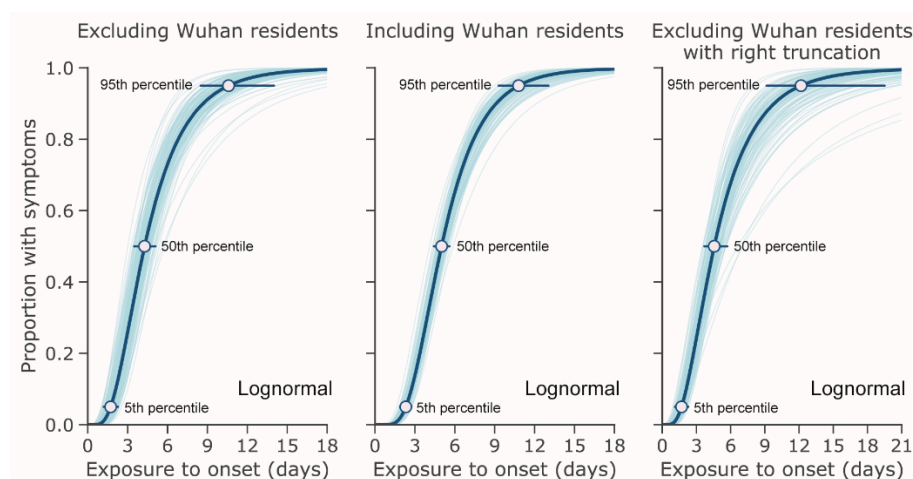 Excluding Wuhan residents
Including Wuhan residents
Excluding Wuhan residents
with right truncation
Proportion with symptoms
1.0
0.8
0.6
0.4
0.2
0.0
95th percentile
50th percentile
5th percentile
Lognormal
0 3 6 9 12 15 18
Exposure to onset (days)
95th percentile
50th percentile
5th percentile
Lognormal
0 3 6 9 12 15 18
Exposure to onset (days)
95th percentile
50th percentile
5th percentile
Lognormal
0 3 6 9 12 15 18 21
Exposure to onset (days)